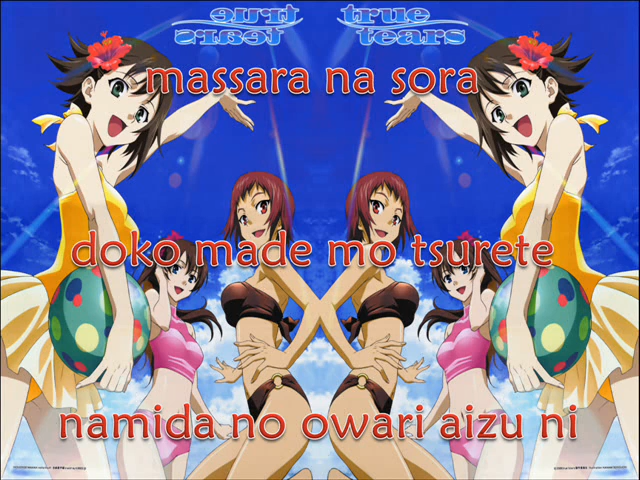 true true
tears tears
massara na sora
doko made mo tsurete
namida no owari aizu ni